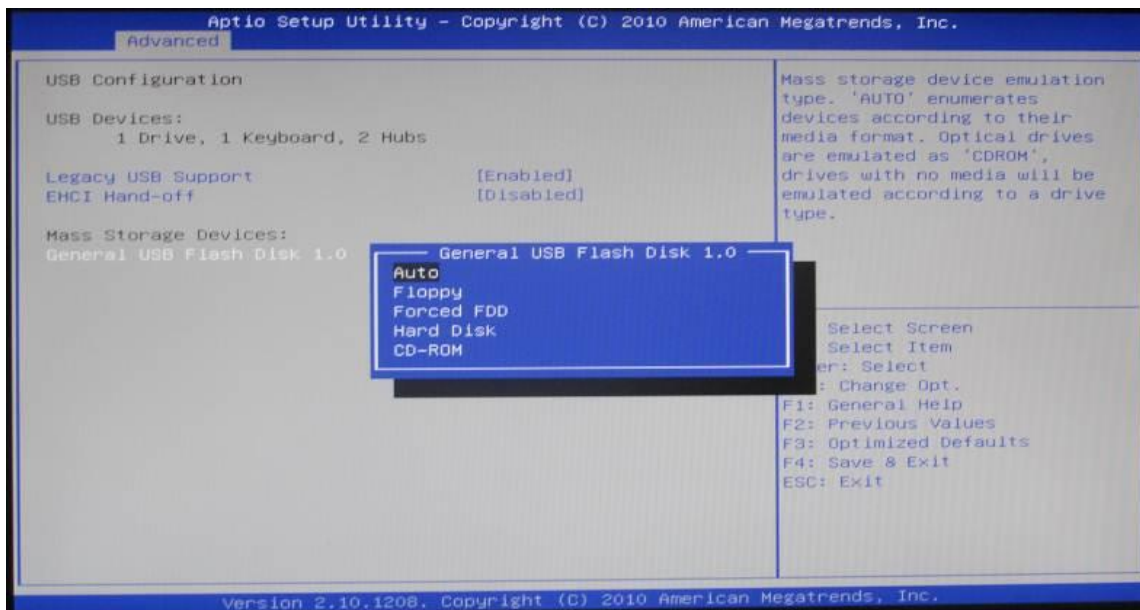 Aptio Setup Utility – Copyright (C) 2010 American Megatrends, Inc.
Advanced
USB Configuration
USB Devices:
1 Drive, 1 Keyboard, 2 Hubs
Legacy USB Support [Enabled]
EHCI Hand-off [Disabled]
Mass Storage Devices:
General USB Flash Disk 1.0
General USB Flash Disk 1.0
Auto
Floppy
Forced FDD
Hard Disk
CD-ROM
Mass storage device emulation
type. 'AUTO' enumerates
devices according to their
media format. Optical drives
are emulated as 'CDROM',
drives with no media will be
emulated according to a drive
type.
Select Screen
Select Item
er: Select
: Change Opt.
F1: General Help
F2: Previous Values
F3: Optimized Defaults
F4: Save & Exit
ESC: Exit
Version 2.10.1208. Copyright (C) 2010 American Megatrends, Inc.